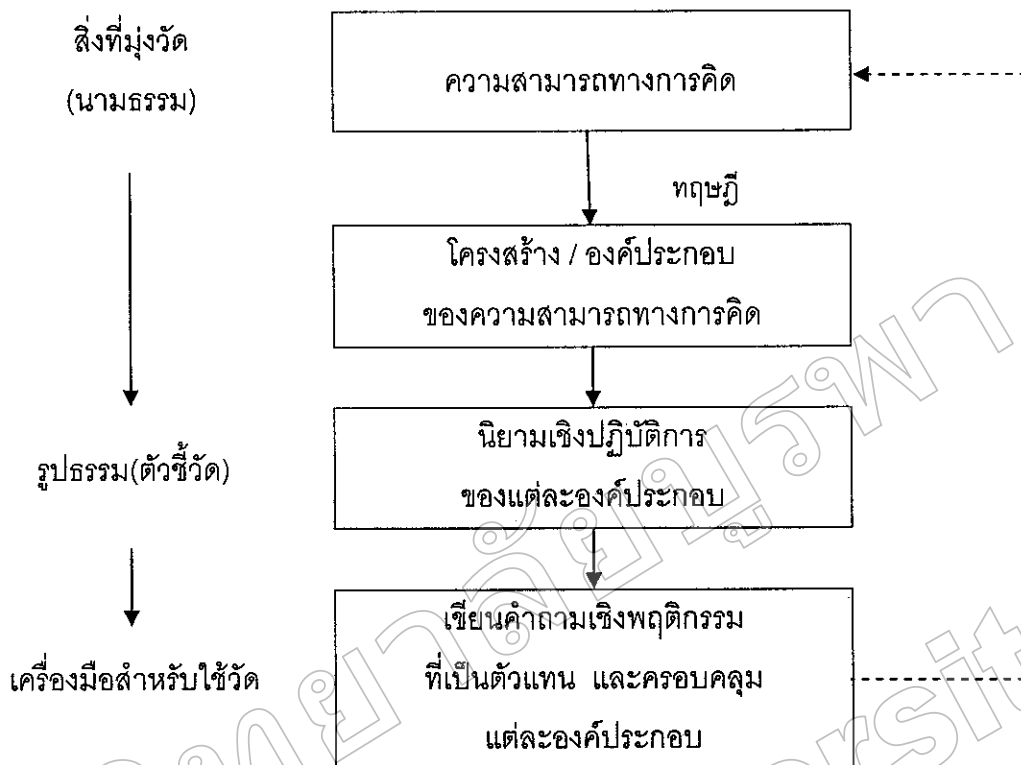 สิ่งที่มุ่งวัด
(นามธรรม)
ความสามารถทางการคิด
ทฤษฎี
โครงสร้าง / องค์ประกอบ
ของความสามารถทางการคิด
รูปธรรม(ตัวชี้วัด)
นิยามเชิงปฏิบัติการ
ของแต่ละองค์ประกอบ
เครื่องมือสำหรับใช้วัด
เขียนคำถามเชิงพฤติกรรม
ที่เป็นตัวแทน และครอบคลุม
แต่ละองค์ประกอบ